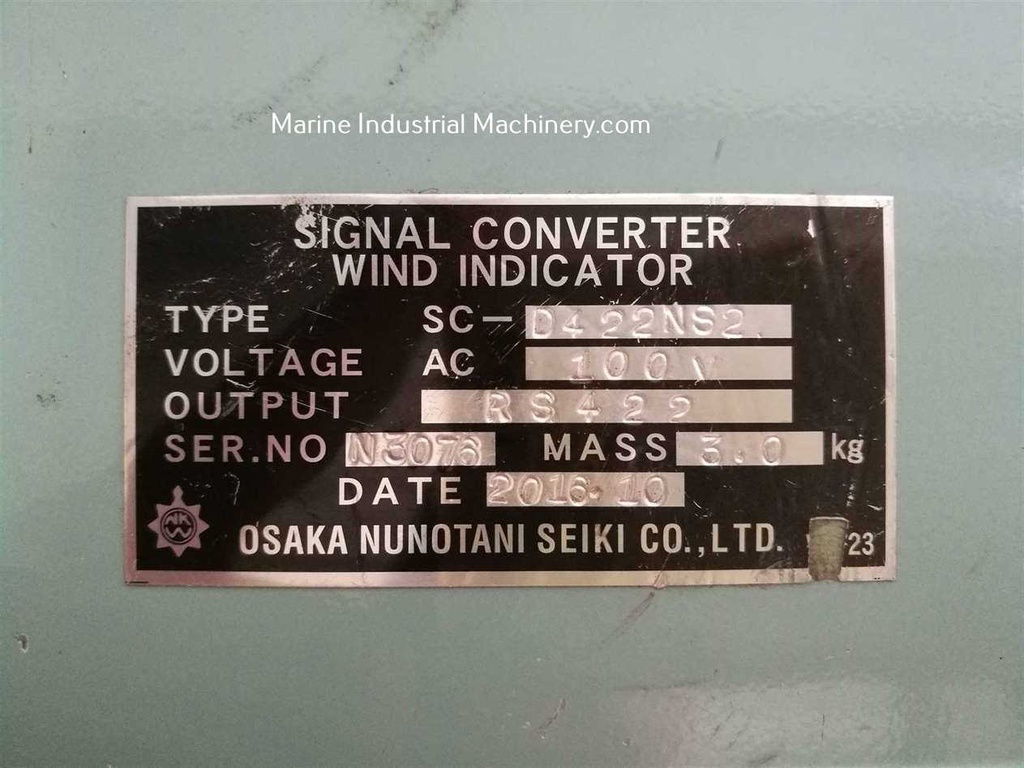 Marine Industrial Machinery.com
SIGNAL CONVERTER
WIND INDICATOR
TYPE SC-D422NS2
VOLTAGE AC 100V
OUTPUT RS422
SER.NO N3076 MASS 3.0 kg
DATE 2016.10
OSAKA NUNOTANI SEIKI CO.,LTD. 23